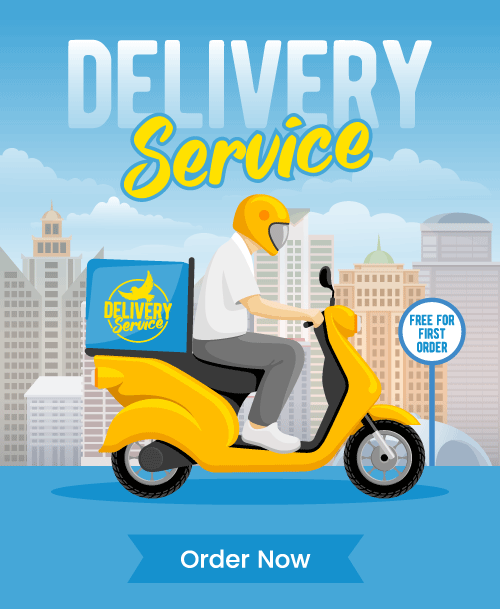 DELIVERY
Service
DELIVERY
Service
FREE FOR
FIRST
ORDER
Order Now